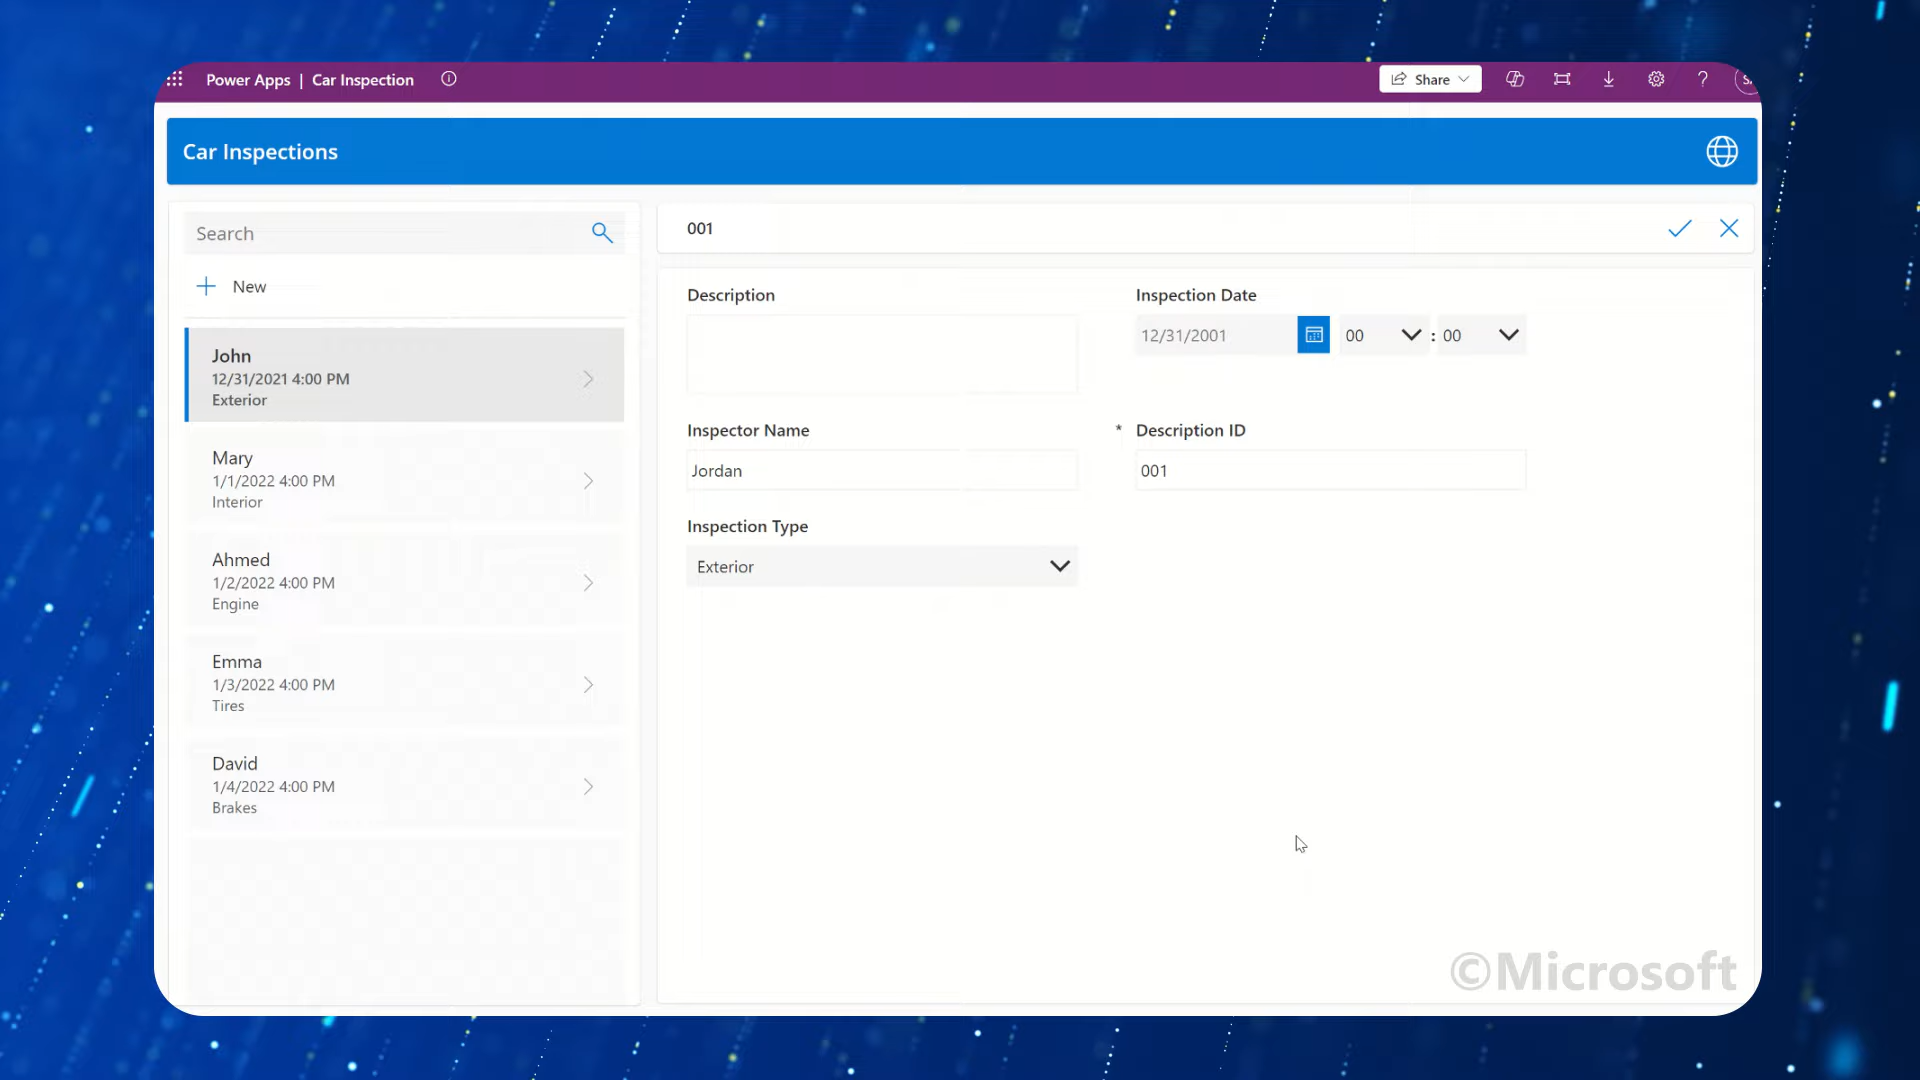 Power Apps | Car Inspection
Share
?
Car Inspections
Search
New
John
12/31/2021 4:00 PM
Exterior
Mary
1/1/2022 4:00 PM
Interior
Ahmed
1/2/2022 4:00 PM
Engine
Emma
1/3/2022 4:00 PM
Tires
David
1/4/2022 4:00 PM
Brakes
001
Description
Inspection Date
12/31/2001 00 : 00
Inspector Name
Jordan
* Description ID
001
Inspection Type
Exterior
©Microsoft